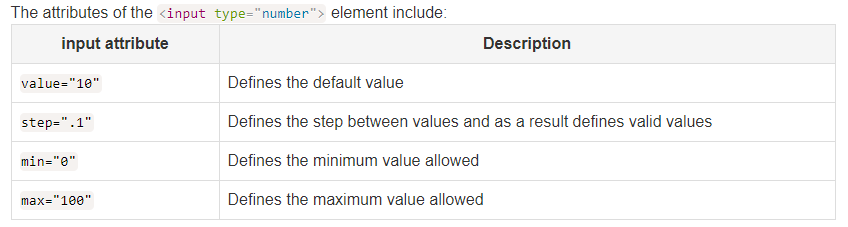 The attributes of the <input type="number"> element include:
input attribute Description
value="10" Defines the default value
step=".1" Defines the step between values and as a result defines valid values
min="0" Defines the minimum value allowed
max="100" Defines the maximum value allowed